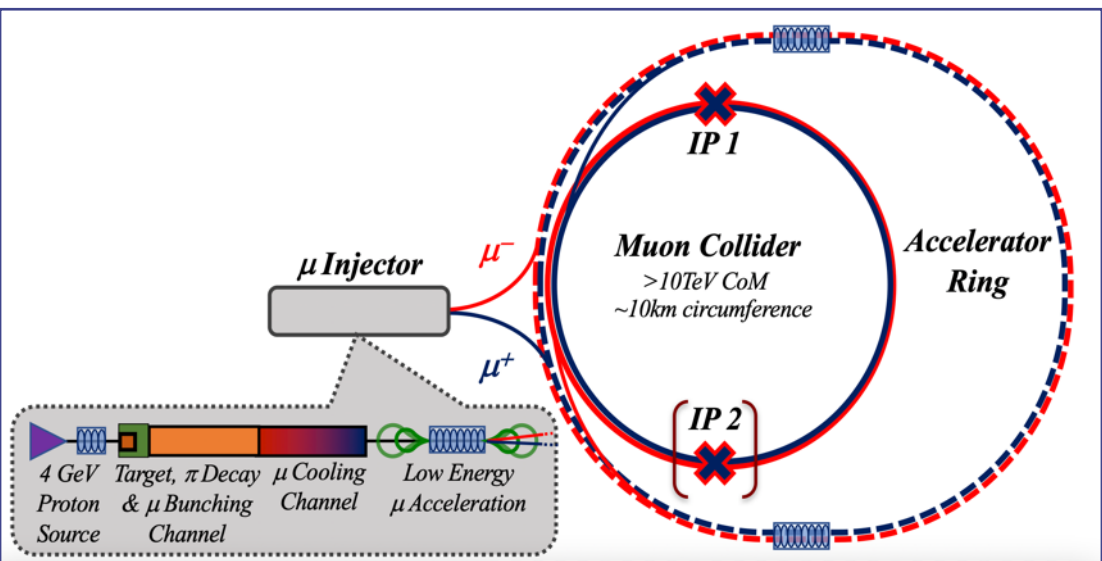 IP 1
μ⁻
μ Injector
Muon Collider
>10TeV CoM
~10km circumference
Accelerator
Ring
μ⁺
IP 2
4 GeV
Proton
Source
Target, π Decay
& μ Bunching
Channel
μ Cooling
Channel
Low Energy
μ Acceleration